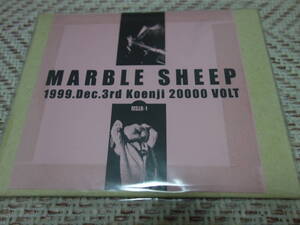 MARBLE SHEEP
1999.Dec.3rd Koenji 20000 VOLT